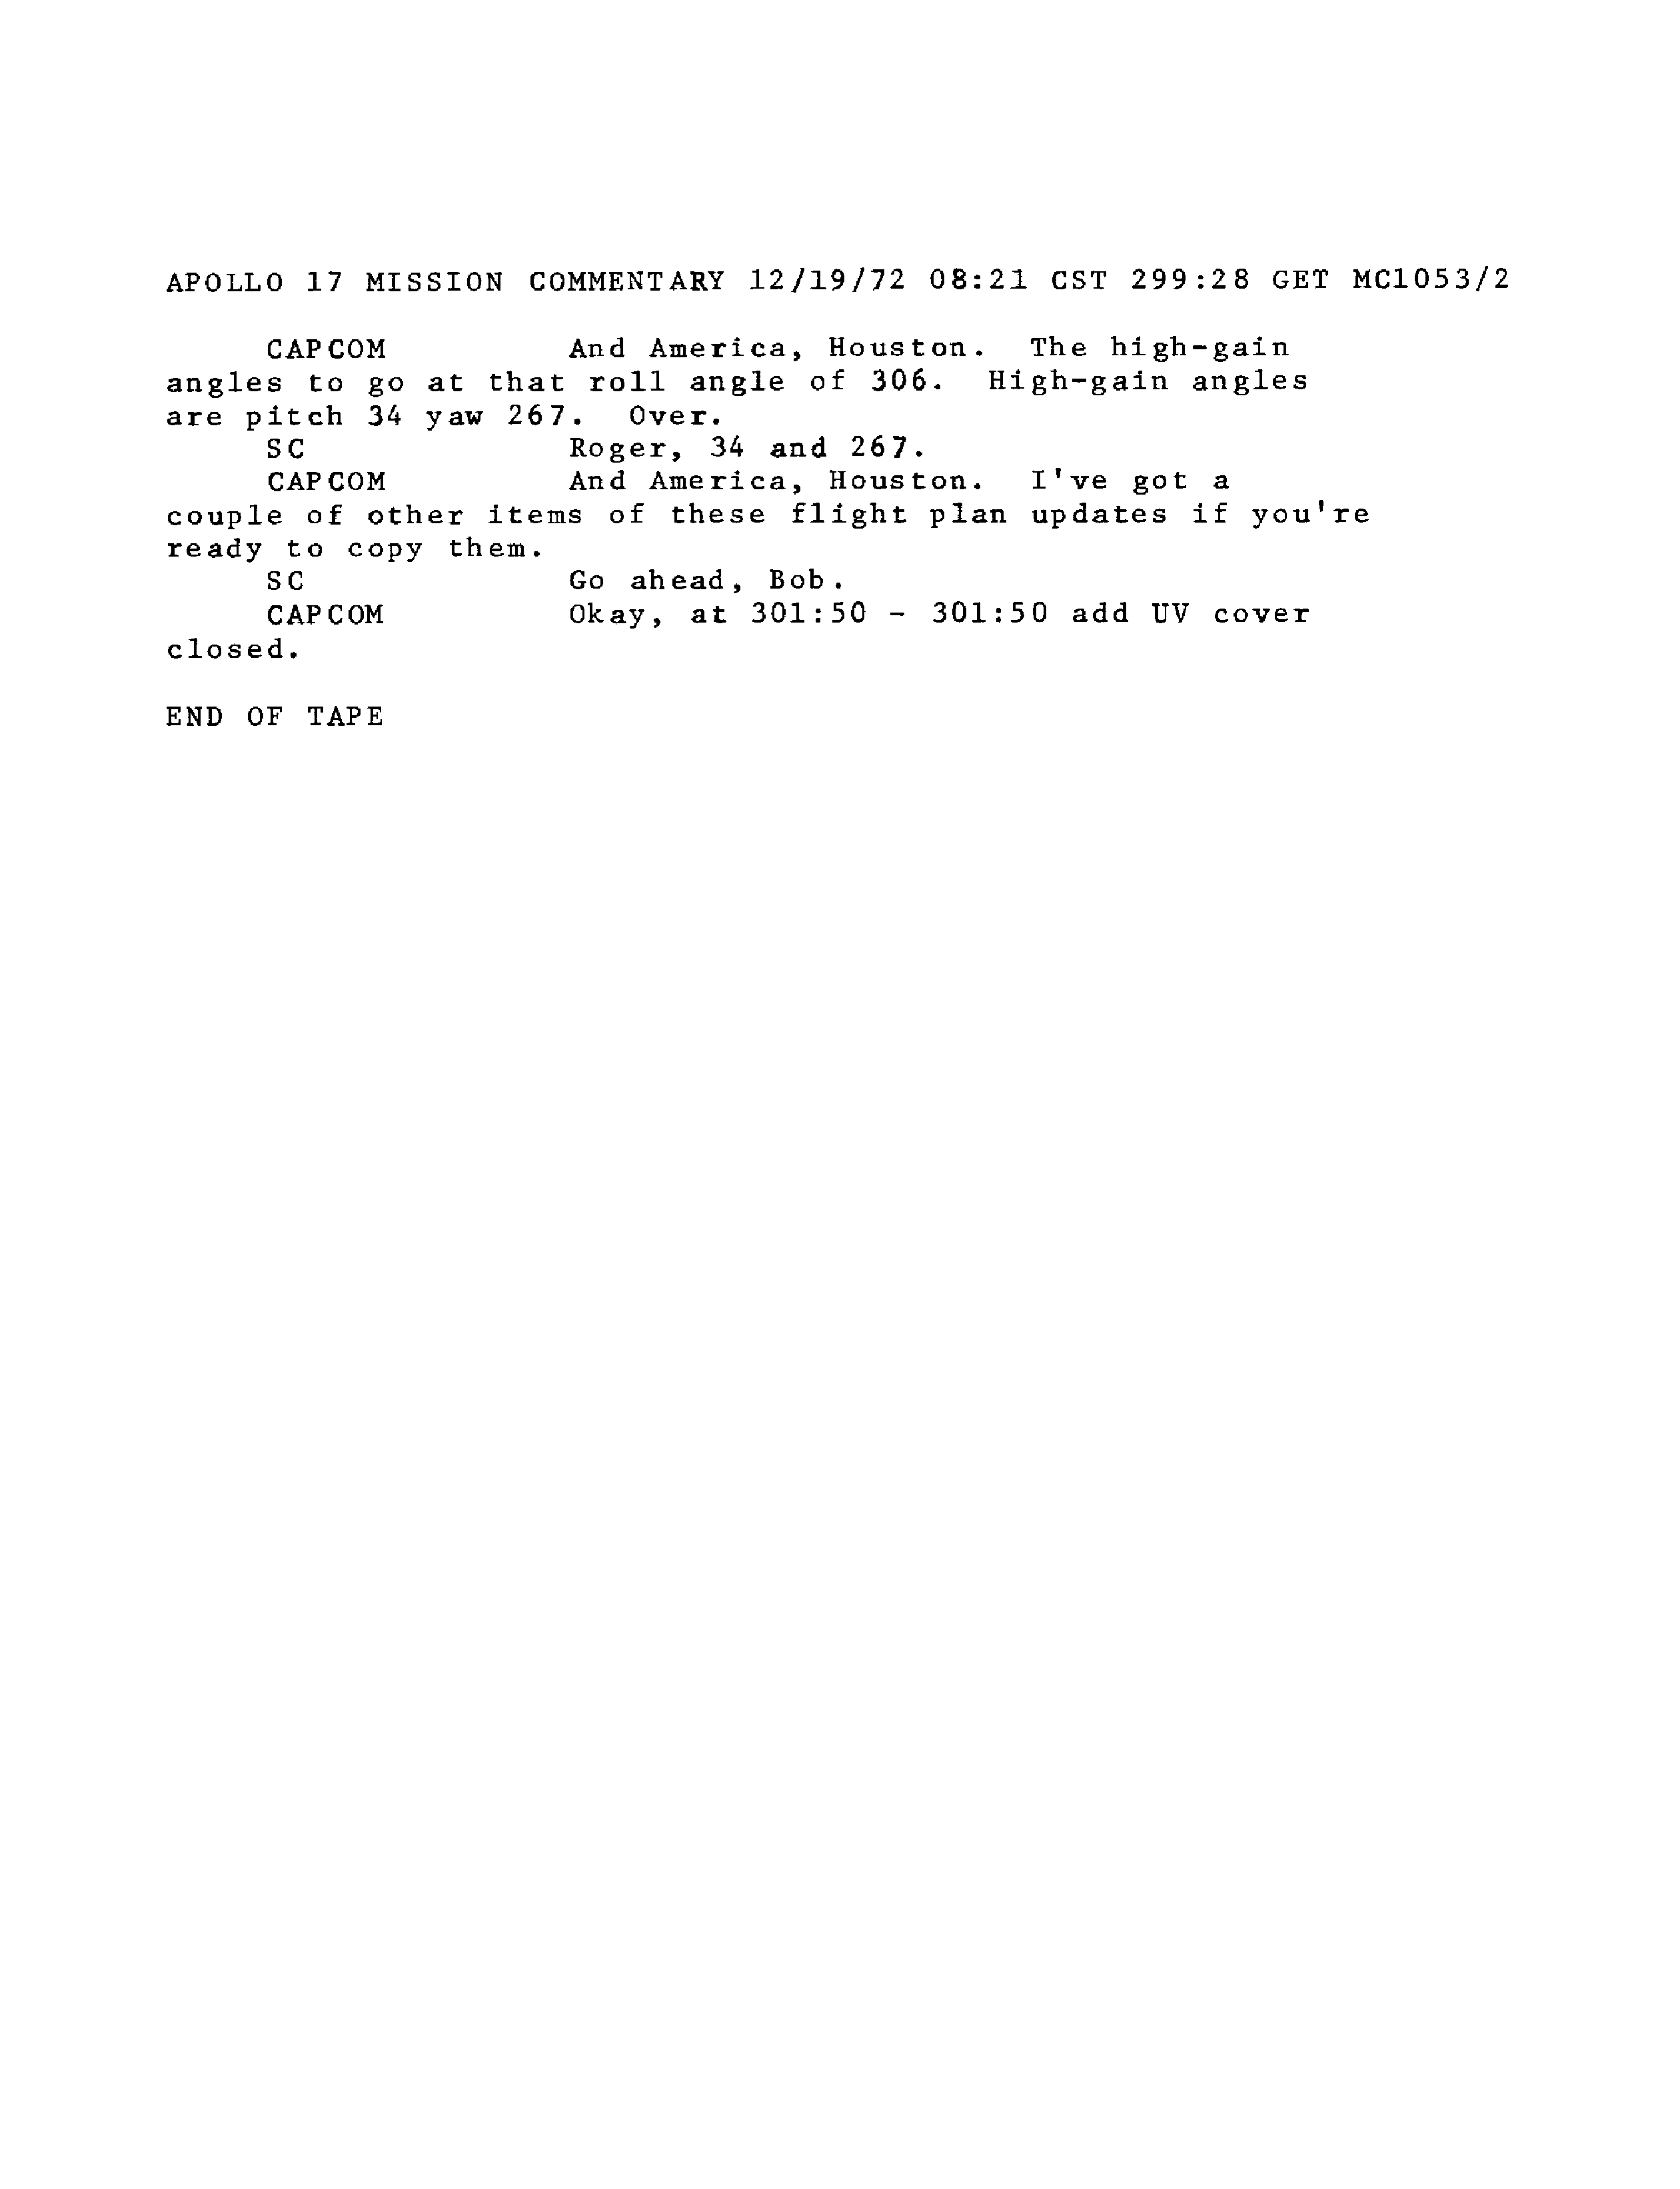 APOLLO 17 MISSION COMMENTARY 12/19/72 08:21 CST 299:28 GET MC1053/2
CAPCOM And America, Houston. The high-gain
angles to go at that roll angle of 306. High-gain angles
are pitch 34 yaw 267. Over.
SC Roger, 34 and 267.
CAPCOM And America, Houston. I've got a
couple of other items of these flight plan updates if you're
ready to copy them.
SC Go ahead, Bob.
CAPCOM Okay, at 301:50 - 301:50 add UV cover
closed.
END OF TAPE